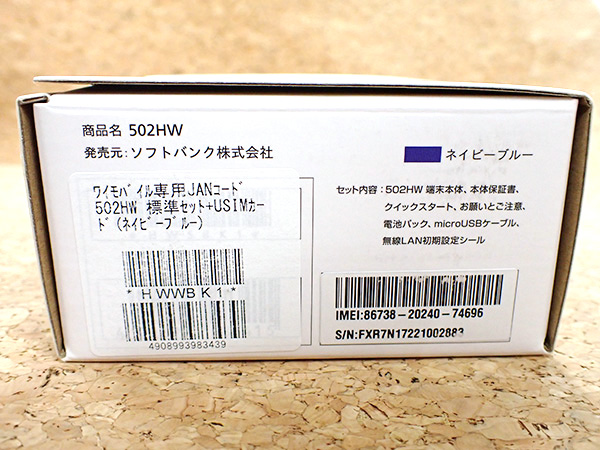 商品名 502HW
発売元:ソフトバンク株式会社
ネイビーブルー
ワイモバイル専用JANコード
502HW 標準セット+USIMカー
ド(ネイビーブルー)
* HWWBK1 *
4908993983439
セット内容:502HW 端末本体、本体保証書、
クイックスタート、お願いとご注意、
電池パック、microUSBケーブル、
無線LAN初期設定シール
IMEI:86738-20240-74696
S/N:FXR7N17221002883